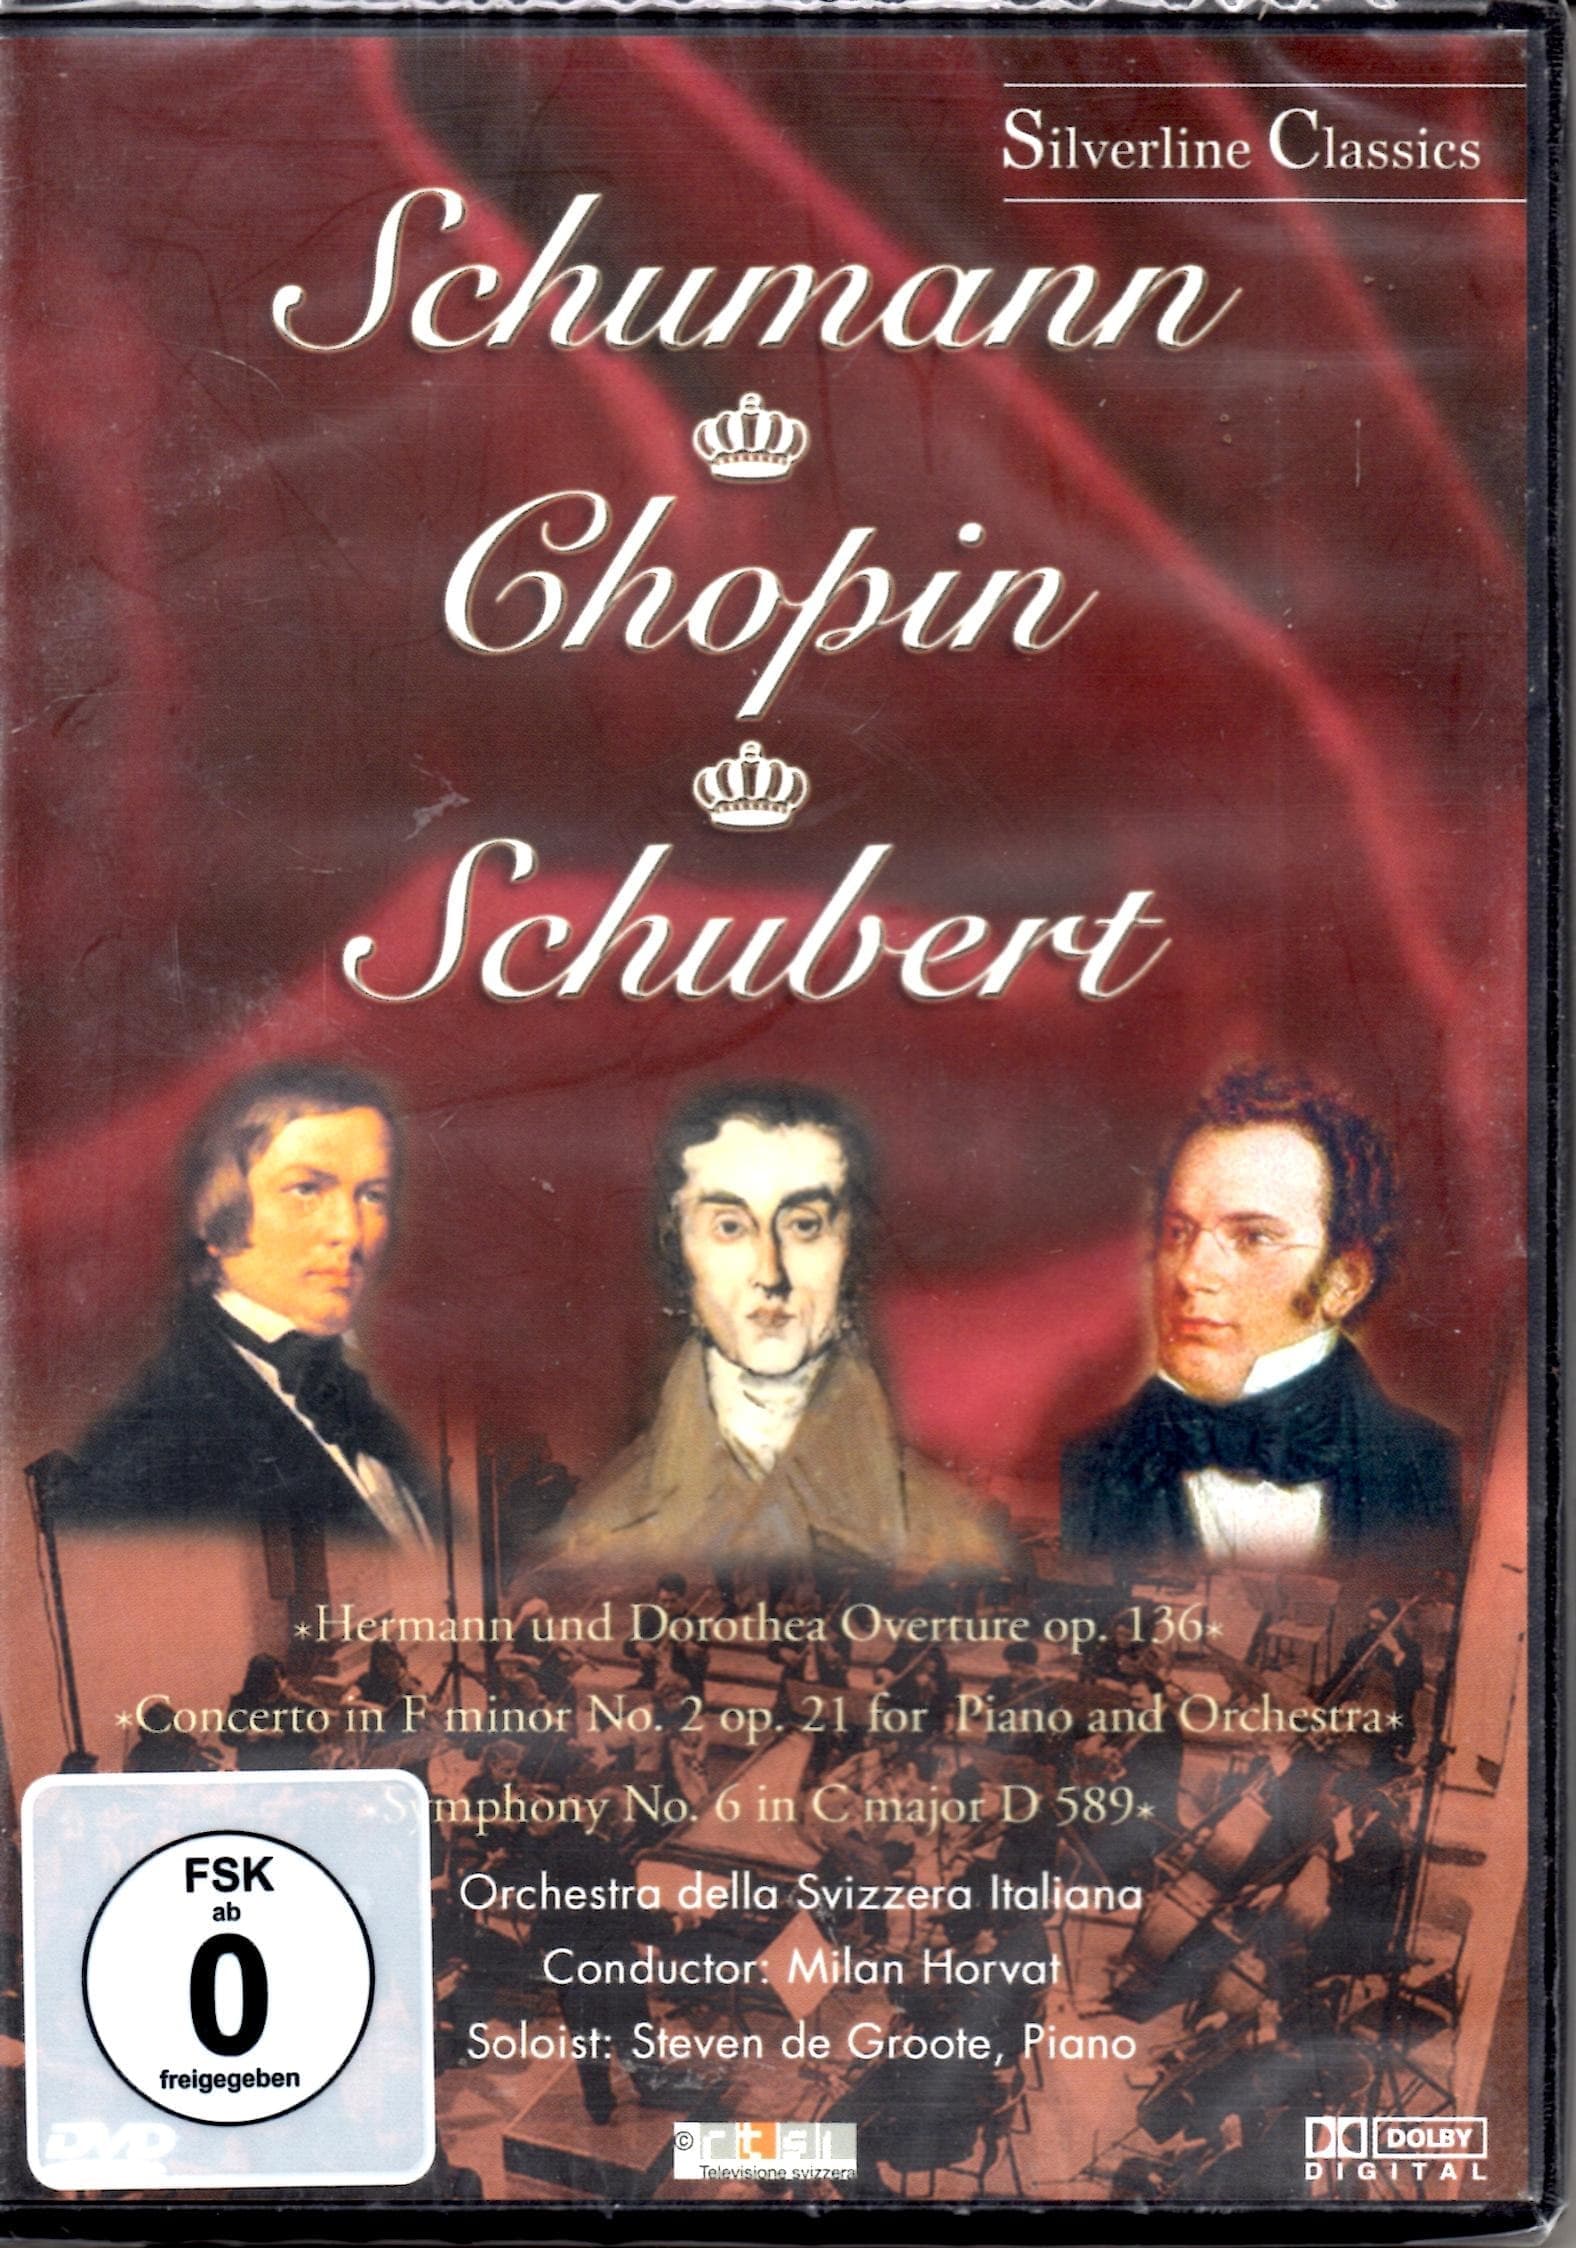 Silverline Classics
Schumann
Chopin
Schubert
*Hermann und Dorothea Overture op. 136*
*Concerto in F minor No. 2 op. 21 for Piano and Orchestra*
*Symphony No. 6 in C major D 589*
Orchestra della Svizzera Italiana
Conductor: Milan Horvat
Soloist: Steven de Groote, Piano
FSK
ab
0
freigegeben
DVD
© rtsi
Televisione svizzera
DOLBY
DIGITAL